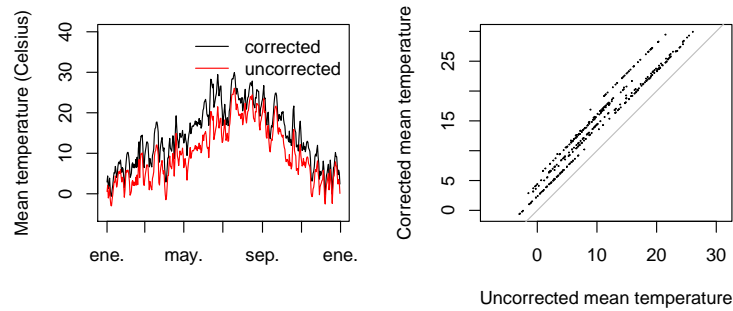 Mean temperature (Celsius)
40
30
20
10
0
corrected
uncorrected
ene.
may.
sep.
ene.
Corrected mean temperature
25
15
5
0
0
10
20
30
Uncorrected mean temperature